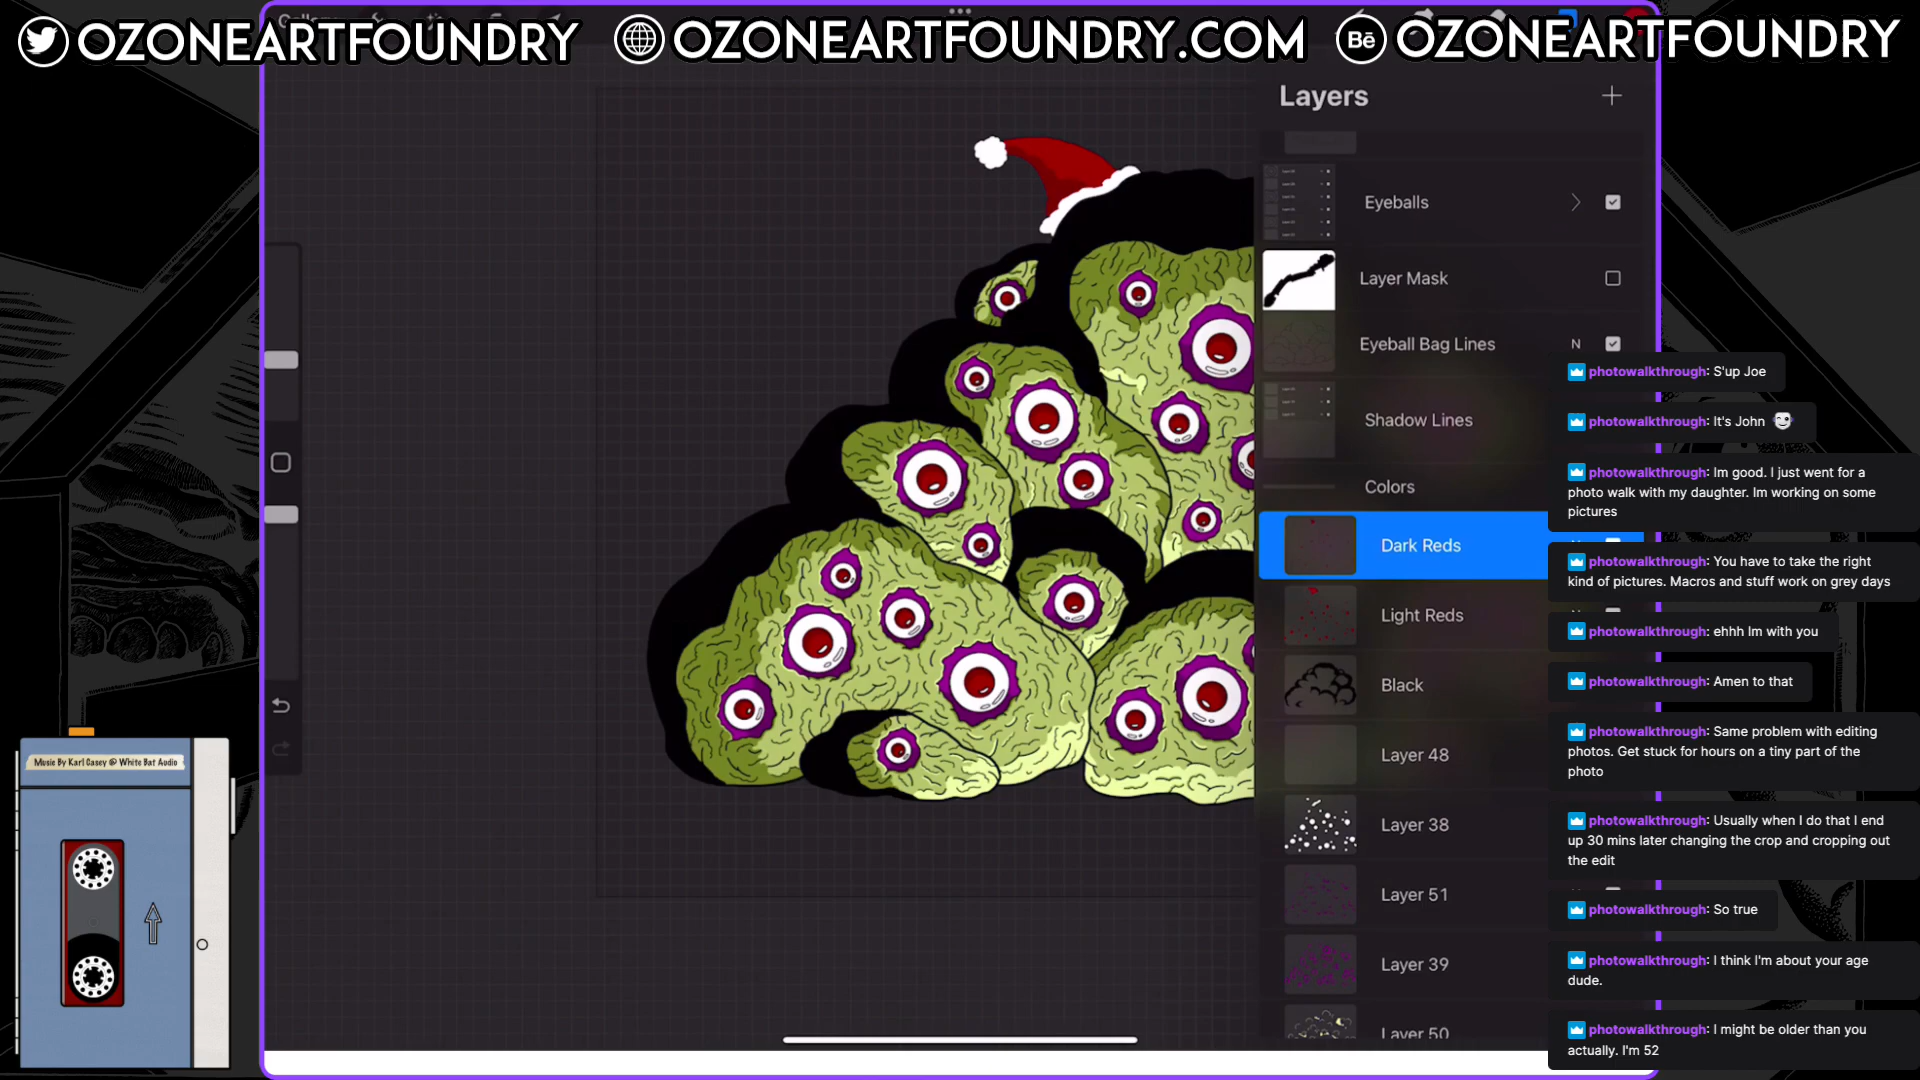 OZONEARTFOUNDRY
OZONEARTFOUNDRY.COM
Bē OZONEARTFOUNDRY
Layers
Eyeballs
Layer Mask
Eyeball Bag Lines N
Shadow Lines
Colors
Dark Reds
Light Reds
Black
Layer 48
Layer 38
Layer 51
Layer 39
Layer 50
photowalkthrough: S'up Joe
photowalkthrough: It's John
photowalkthrough: Im good. I just went for a
photo walk with my daughter. Im working on some
pictures
photowalkthrough: You have to take the right
kind of pictures. Macros and stuff work on grey days
photowalkthrough: ehhh Im with you
photowalkthrough: Amen to that
photowalkthrough: Same problem with editing
photos. Get stuck for hours on a tiny part of the
photo
photowalkthrough: Usually when I do that I end
up 30 mins later changing the crop and cropping out
the edit
photowalkthrough: So true
photowalkthrough: I think I'm about your age
dude.
photowalkthrough: I might be older than you
actually. I'm 52
Music By Karl Casey @ White Bat Audio